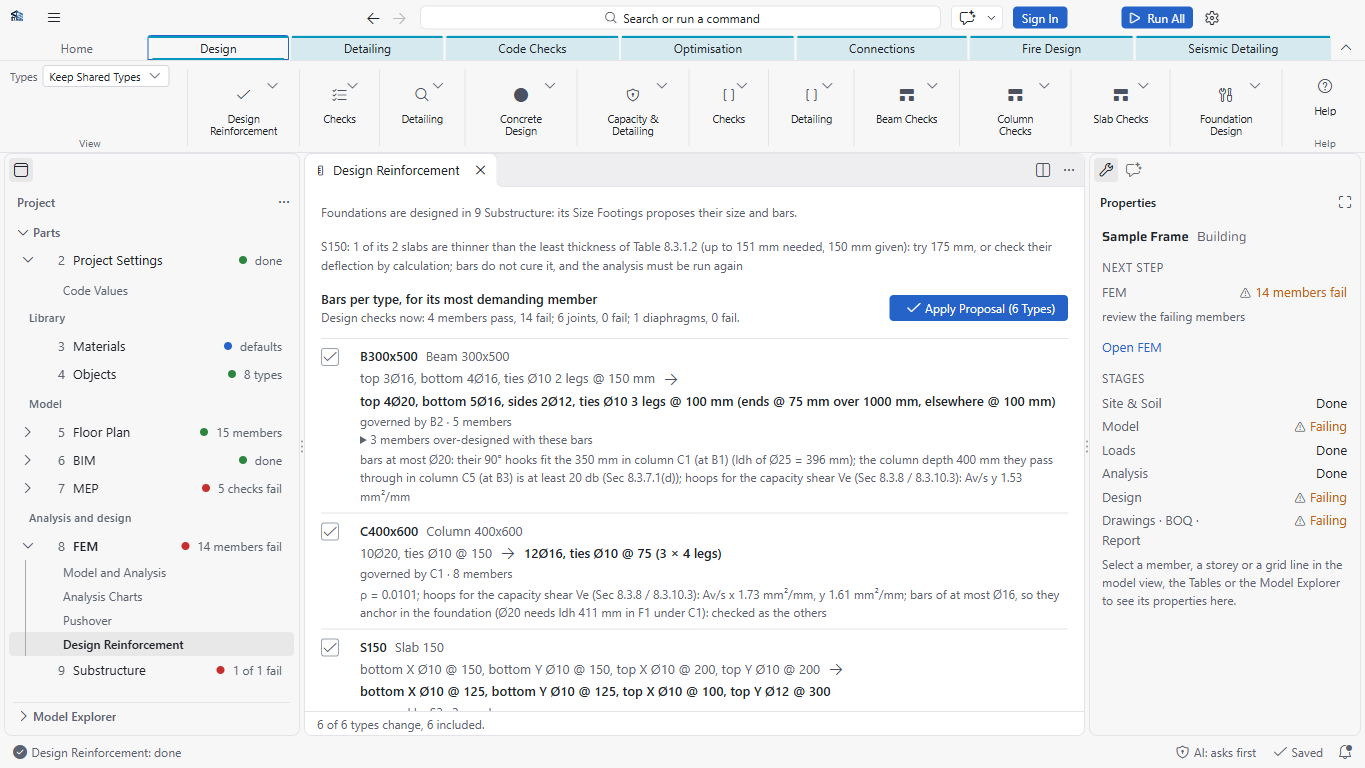 Search or run a command
Sign In
Run All
Home
Design
Detailing
Code Checks
Optimisation
Connections
Fire Design
Seismic Detailing
Types
Keep Shared Types
View
Design Reinforcement
Checks
Detailing
Concrete Design
Capacity & Detailing
Checks
Detailing
Beam Checks
Column Checks
Slab Checks
Foundation Design
Help
Help
Project
Parts
2 Project Settings done
Code Values
Library
3 Materials defaults
4 Objects 8 types
Model
5 Floor Plan 15 members
6 BIM done
7 MEP 5 checks fail
Analysis and design
8 FEM 14 members fail
Model and Analysis
Analysis Charts
Pushover
Design Reinforcement
9 Substructure 1 of 1 fail
Model Explorer
Design Reinforcement
Foundations are designed in 9 Substructure: its Size Footings proposes their size and bars.
S150: 1 of its 2 slabs are thinner than the least thickness of Table 8.3.1.2 (up to 151 mm needed, 150 mm given): try 175 mm, or check their
deflection by calculation; bars do not cure it, and the analysis must be run again
Bars per type, for its most demanding member
Design checks now: 4 members pass, 14 fail; 6 joints, 0 fail; 1 diaphragms, 0 fail.
Apply Proposal (6 Types)
B300x500 Beam 300x500
top 3Ø16, bottom 4Ø16, ties Ø10 2 legs @ 150 mm →
top 4Ø20, bottom 5Ø16, sides 2Ø12, ties Ø10 3 legs @ 100 mm (ends @ 75 mm over 1000 mm, elsewhere @ 100 mm)
governed by B2 · 5 members
3 members over-designed with these bars
bars at most Ø20: their 90° hooks fit the 350 mm in column C1 (at B1) (ldh of Ø25 = 396 mm); the column depth 400 mm they pass
through in column C5 (at B3) is at least 20 db (Sec 8.3.7.1(d)); hoops for the capacity shear Ve (Sec 8.3.8 / 8.3.10.3): Av/s y 1.53
mm²/mm
C400x600 Column 400x600
10Ø20, ties Ø10 @ 150 → 12Ø16, ties Ø10 @ 75 (3 × 4 legs)
governed by C1 · 8 members
ρ = 0.0101; hoops for the capacity shear Ve (Sec 8.3.8 / 8.3.10.3): Av/s x 1.73 mm²/mm, y 1.61 mm²/mm; bars of at most Ø16, so they
anchor in the foundation (Ø20 needs ldh 411 mm in F1 under C1): checked as the others
S150 Slab 150
bottom X Ø10 @ 150, bottom Y Ø10 @ 150, top X Ø10 @ 200, top Y Ø10 @ 200 →
bottom X Ø10 @ 125, bottom Y Ø10 @ 125, top X Ø10 @ 100, top Y Ø12 @ 300
6 of 6 types change, 6 included.
Properties
Sample Frame Building
NEXT STEP
FEM 14 members fail
review the failing members
Open FEM
STAGES
Site & Soil Done
Model Failing
Loads Done
Analysis Done
Design Failing
Drawings · BOQ · Failing
Report
Select a member, a storey or a grid line in the
model view, the Tables or the Model Explorer
to see its properties here.
Design Reinforcement: done
AI: asks first
Saved